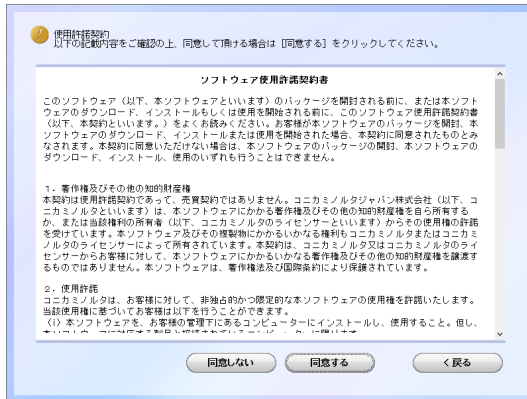 使用許諾契約
以下の記載内容をご確認の上、同意して頂ける場合は［同意する］をクリックしてください。
ソフトウェア使用許諾契約書
このソフトウェア（以下、本ソフトウェアといいます）のパッケージを開封される前に、または本ソフト
ウェアのダウンロード、インストールもしくは使用を開始される前に、このソフトウェア使用許諾契約書
（以下、本契約といいます。）をよくお読みください。お客様が本ソフトウェアのパッケージを開封、本
ソフトウェアのダウンロード、インストールまたは使用を開始された場合、本契約に同意されたものとみ
なされます。本契約に同意いただけない場合は、本ソフトウェアのパッケージの開封、本ソフトウェアの
ダウンロード、インストール、使用のいずれも行うことはできません。
1．著作権及びその他の知的財産権
本契約は使用許諾契約であって、売買契約ではありません。コニカミノルタジャパン株式会社（以下、コ
ニカミノルタといいます）は、本ソフトウェアにかかる著作権及びその他の知的財産権を自ら所有する
か、または当該権利の所有者（以下、コニカミノルタのライセンサーといいます）からその使用権の許諾
を受けています。本ソフトウェア及びその複製物にかかるいかなる権利もコニカミノルタまたはコニカミ
ノルタのライセンサーによって所有されています。本契約は、コニカミノルタ又はコニカミノルタのライ
センサーからお客様に対して、本ソフトウェアにかかるいかなる著作権及びその他の知的財産権を譲渡す
るものではありません。本ソフトウェアは、著作権法及び国際条約により保護されています。
2．使用許諾
コニカミノルタは、お客様に対して、非独占的かつ限定的な本ソフトウェアの使用権を許諾いたします。
当該使用権に基づいてお客様は以下を行うことができます。
（i）本ソフトウェアを、お客様の管理下にあるコンピューターにインストールし、使用すること。但し、
同意しない
同意する
＜戻る